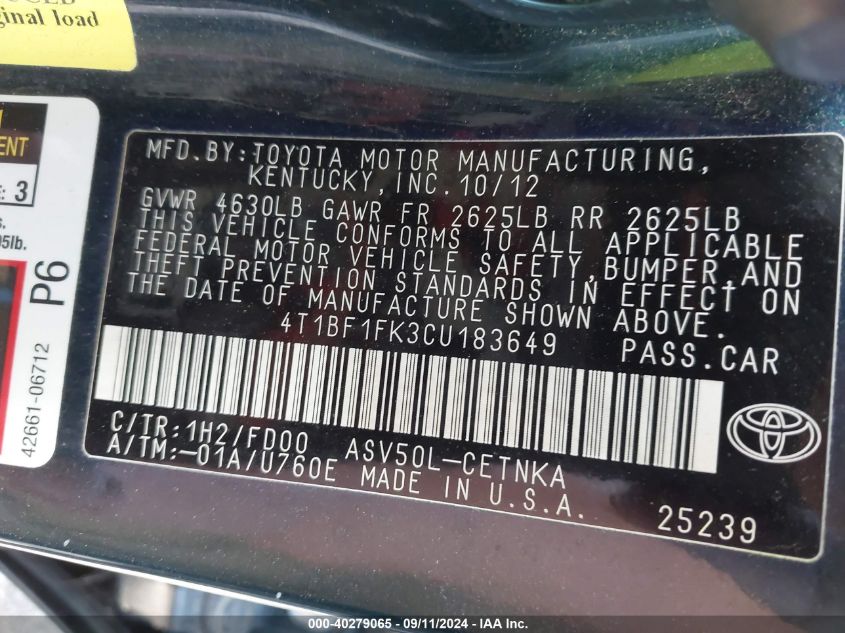 ginal load
ENT
: 3
s.
05lb.
P6
42661-06712
MFD.BY:TOYOTA MOTOR MANUFACTURING,
KENTUCKY, INC. 10/12
GVWR 4630LB GAWR FR 2625LB RR 2625LB
THIS VEHICLE CONFORMS TO ALL APPLICABLE
FEDERAL MOTOR VEHICLE SAFETY, BUMPER, AND
THEFT PREVENTION STANDARDS IN EFFECT ON
THE DATE OF MANUFACTURE SHOWN ABOVE.
4T1BF1FK3CU183649 PASS.CAR
C/TR: 1H2/FD00 ASV50L-CETNKA
A/TM:-01A/U760E MADE IN U.S.A.
25239
TOYOTA
000-40279065 - 09/11/2024 - IAA Inc.